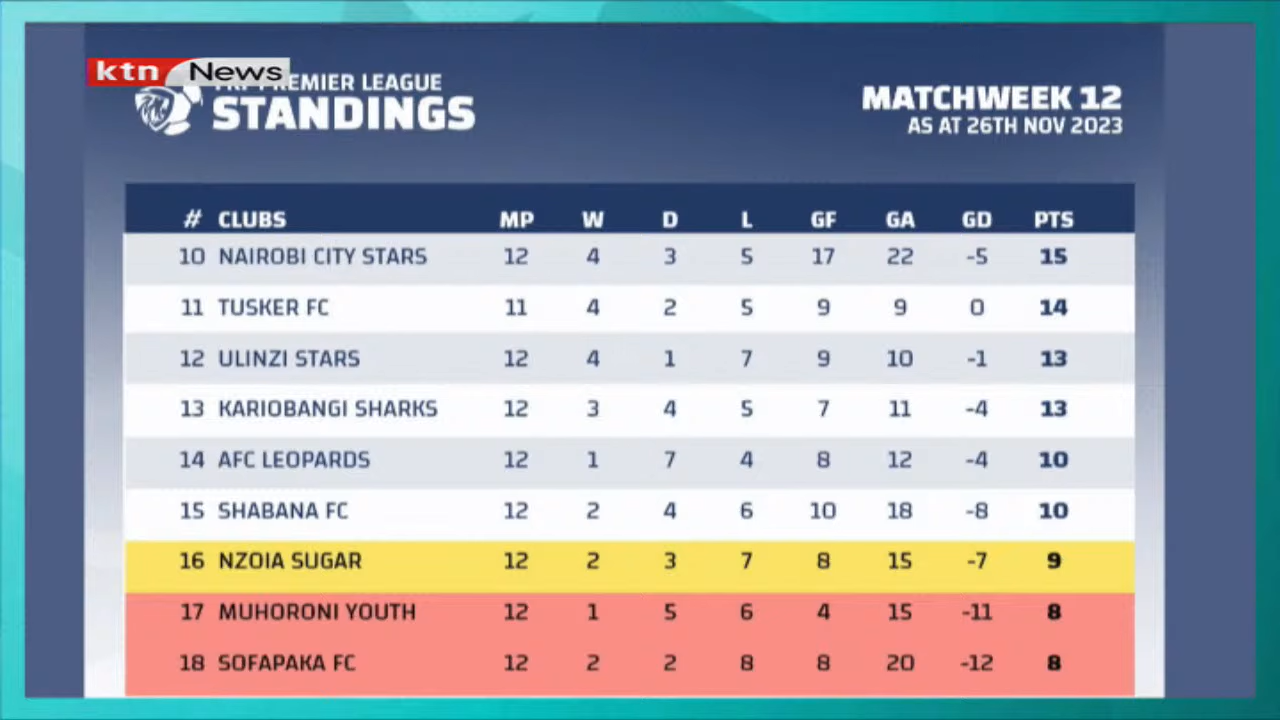 ktn News
PREMIER LEAGUE
STANDINGS
MATCHWEEK 12
AS AT 26TH NOV 2023
# CLUBS MP W D L GF GA GD PTS
10 NAIROBI CITY STARS 12 4 3 5 17 22 -5 15
11 TUSKER FC 11 4 2 5 9 9 0 14
12 ULINZI STARS 12 4 1 7 9 10 -1 13
13 KARIOBANGI SHARKS 12 3 4 5 7 11 -4 13
14 AFC LEOPARDS 12 1 7 4 8 12 -4 10
15 SHABANA FC 12 2 4 6 10 18 -8 10
16 NZOIA SUGAR 12 2 3 7 8 15 -7 9
17 MUHORONI YOUTH 12 1 5 6 4 15 -11 8
18 SOFAPAKA FC 12 2 2 8 8 20 -12 8